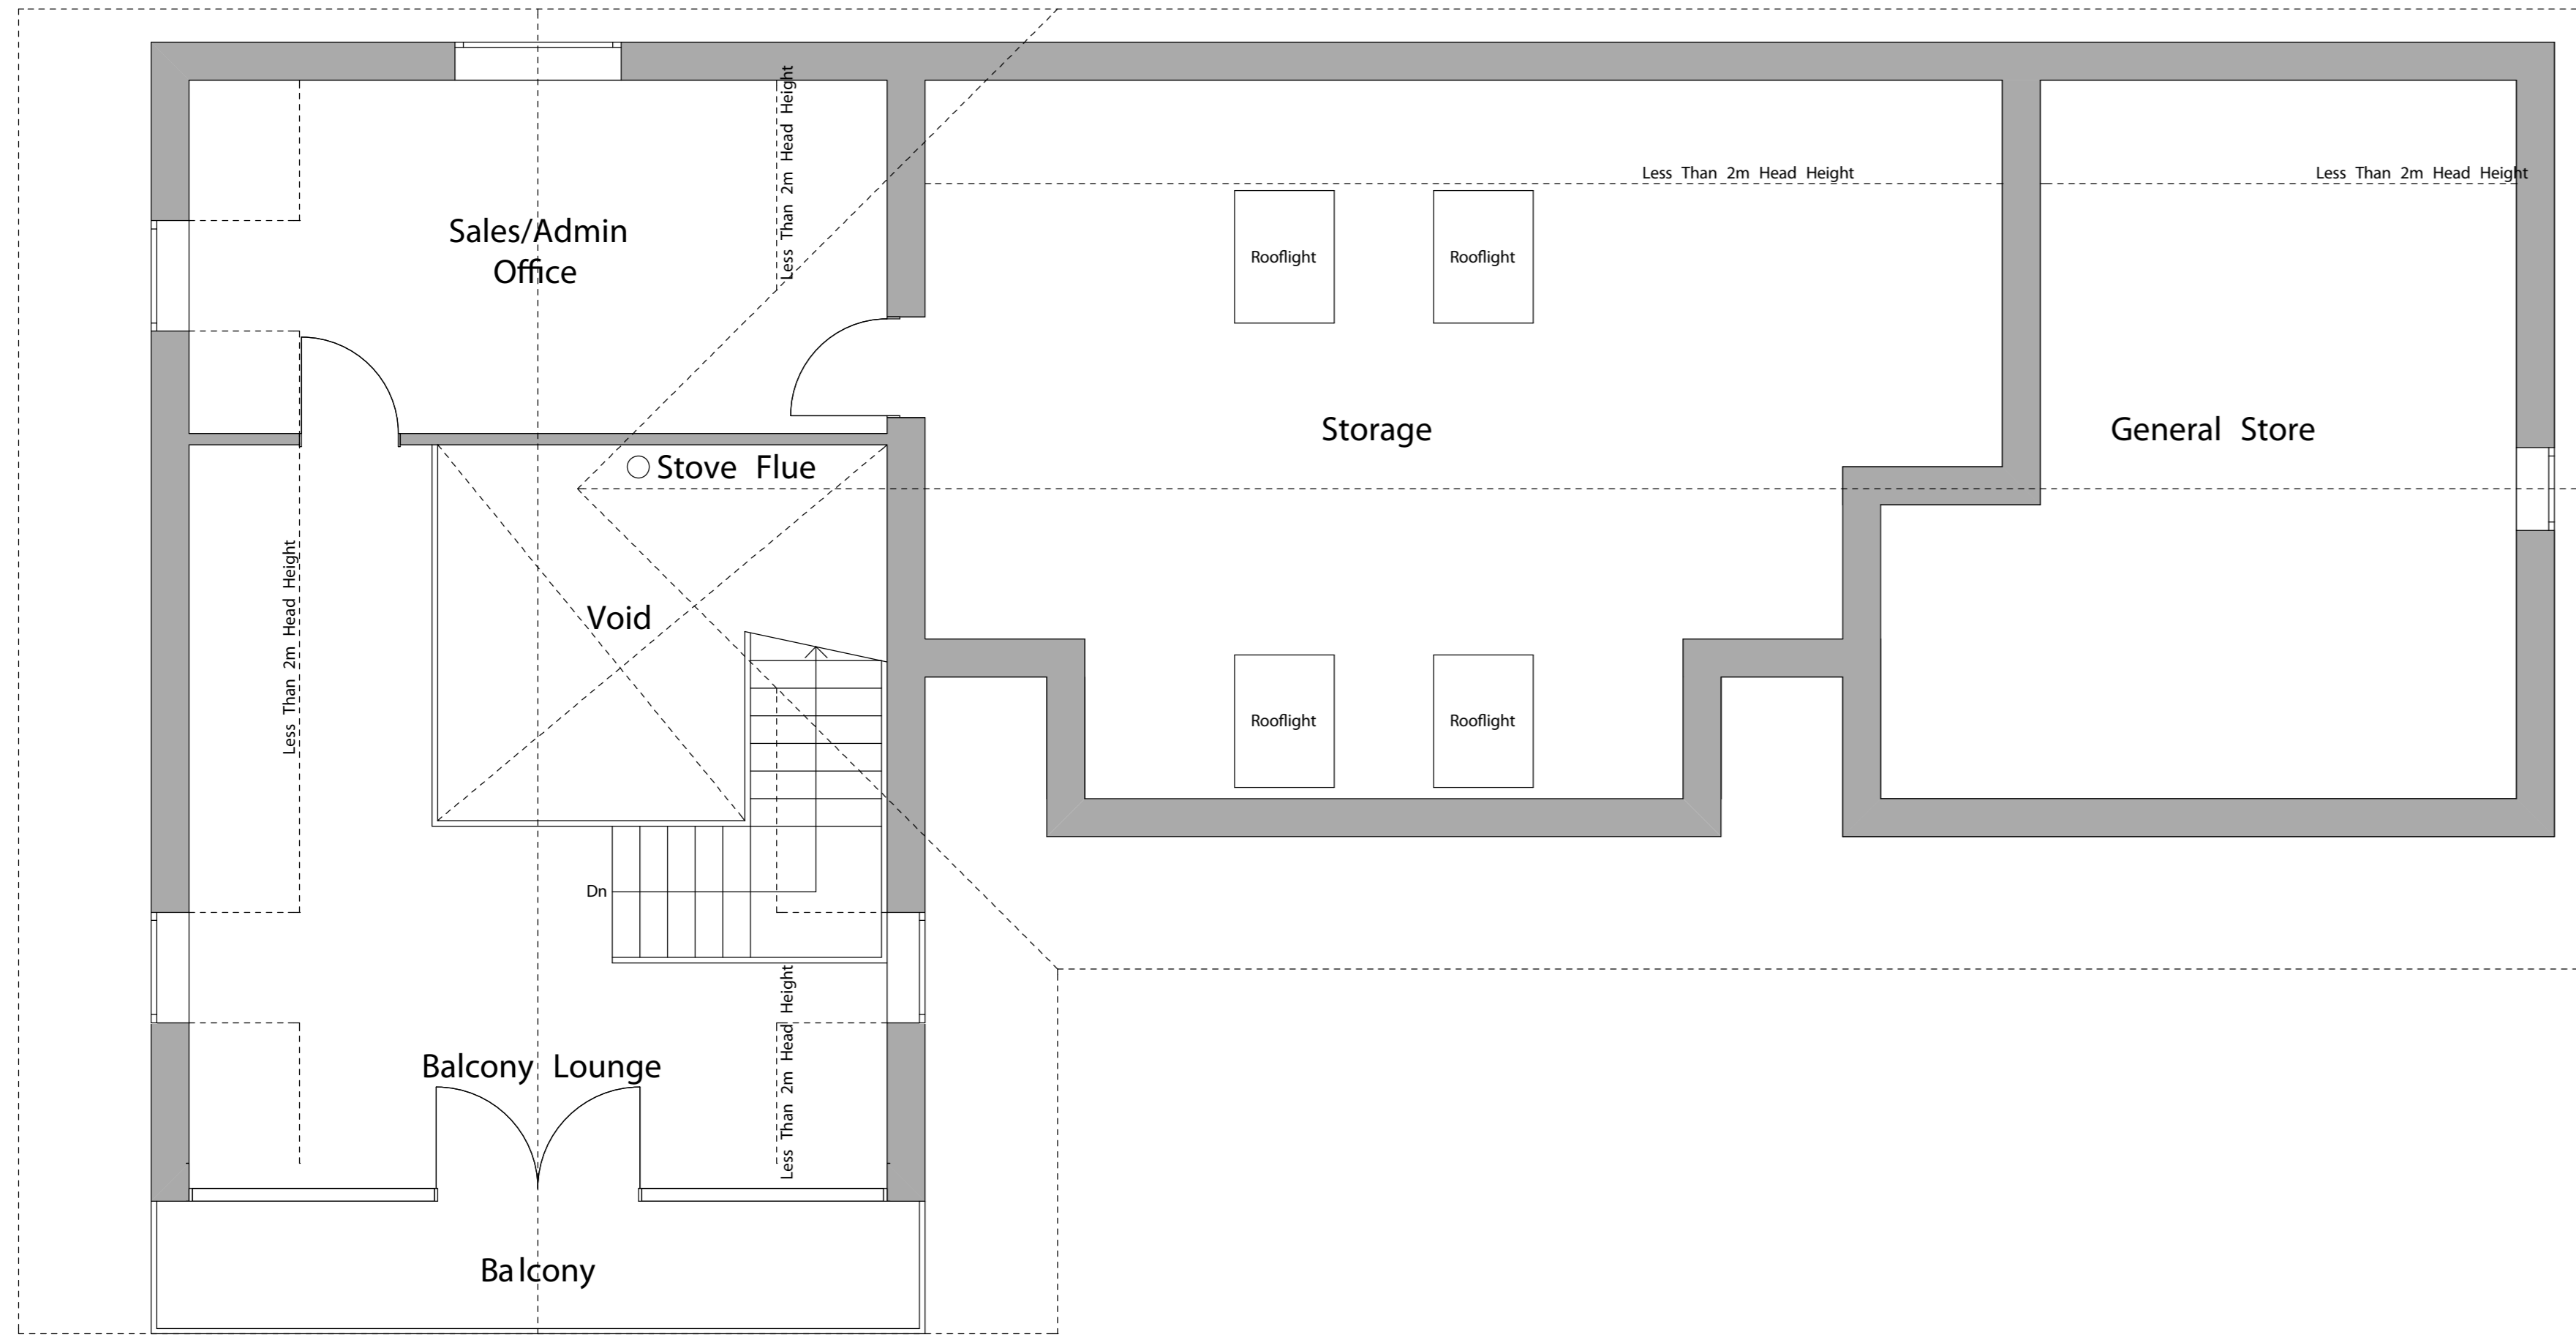 Less Than 2m Head Height
Less Than 2m Head Height
Less Than 2m Head Height
Sales/Admin
Office
Rooflight
Rooflight
Storage
General Store
Stove Flue
Less Than 2m Head Height
Void
Rooflight
Rooflight
Dn
Less Than 2m Head Height
Balcony Lounge
Balcony